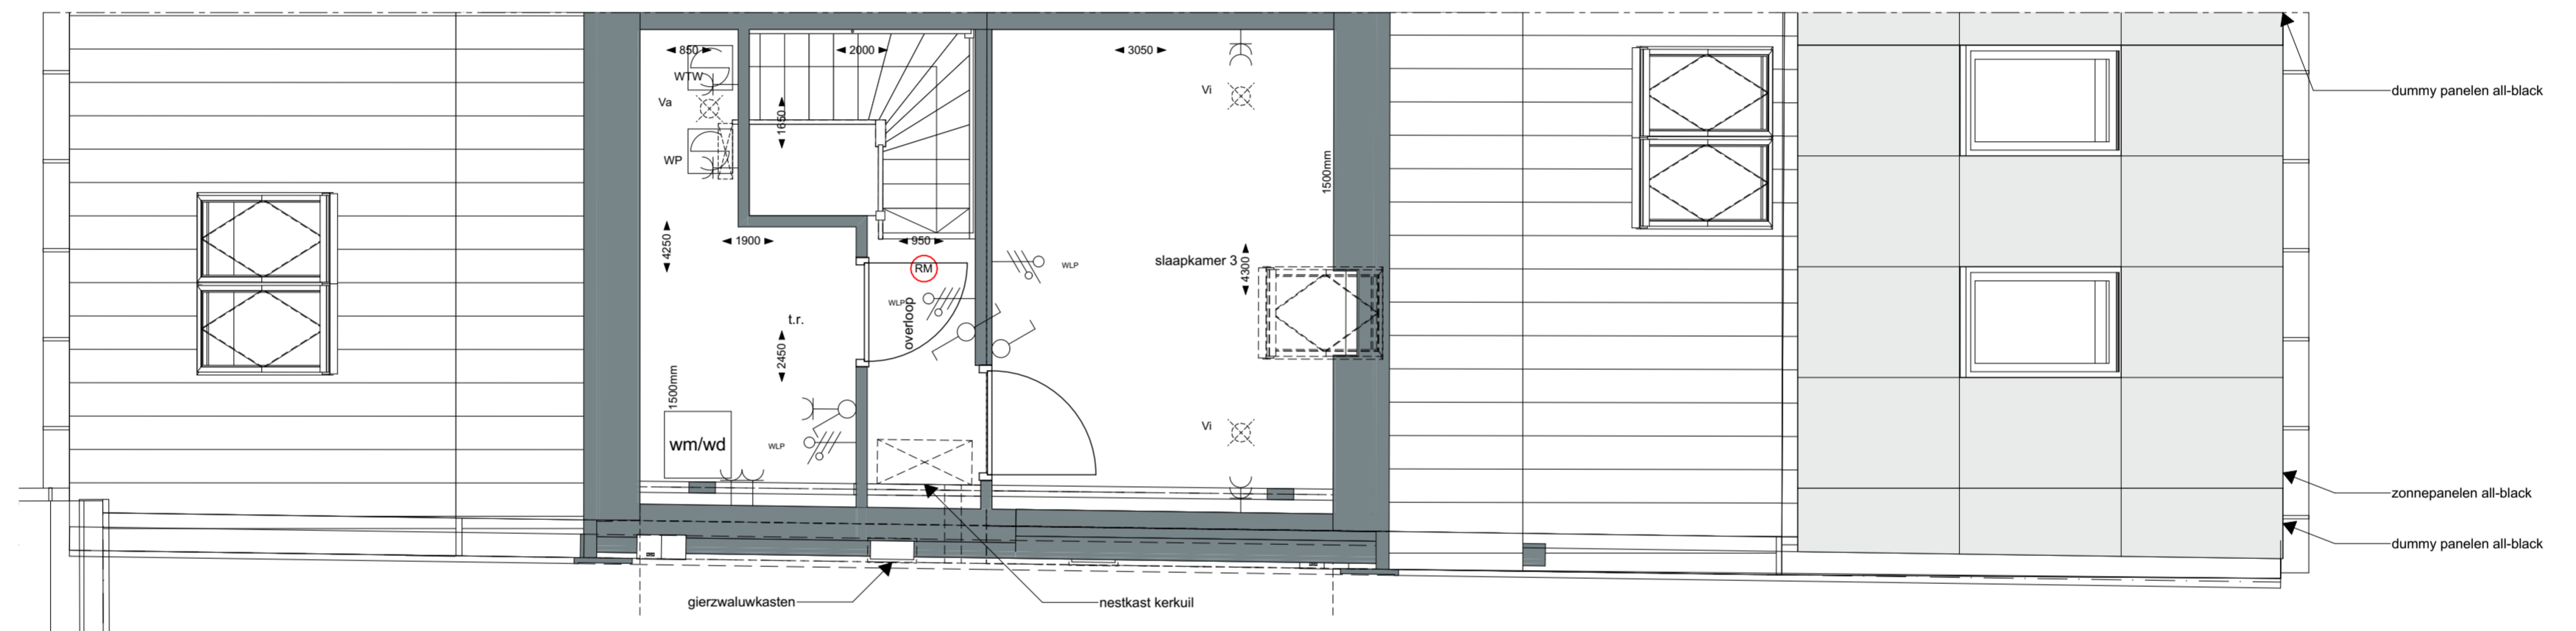 850
2000
3050
WTW
Va
Vi
dummy panelen all-black
1650
WP
1500mm
4250
1900
950
RM
WLP
slaapkamer 3
4300
WLP
overloop
t.r.
2450
1500mm
wm/wd
WLP
Vi
zonnepanelen all-black
dummy panelen all-black
gierzwaluwkasten
nestkast kerkuil